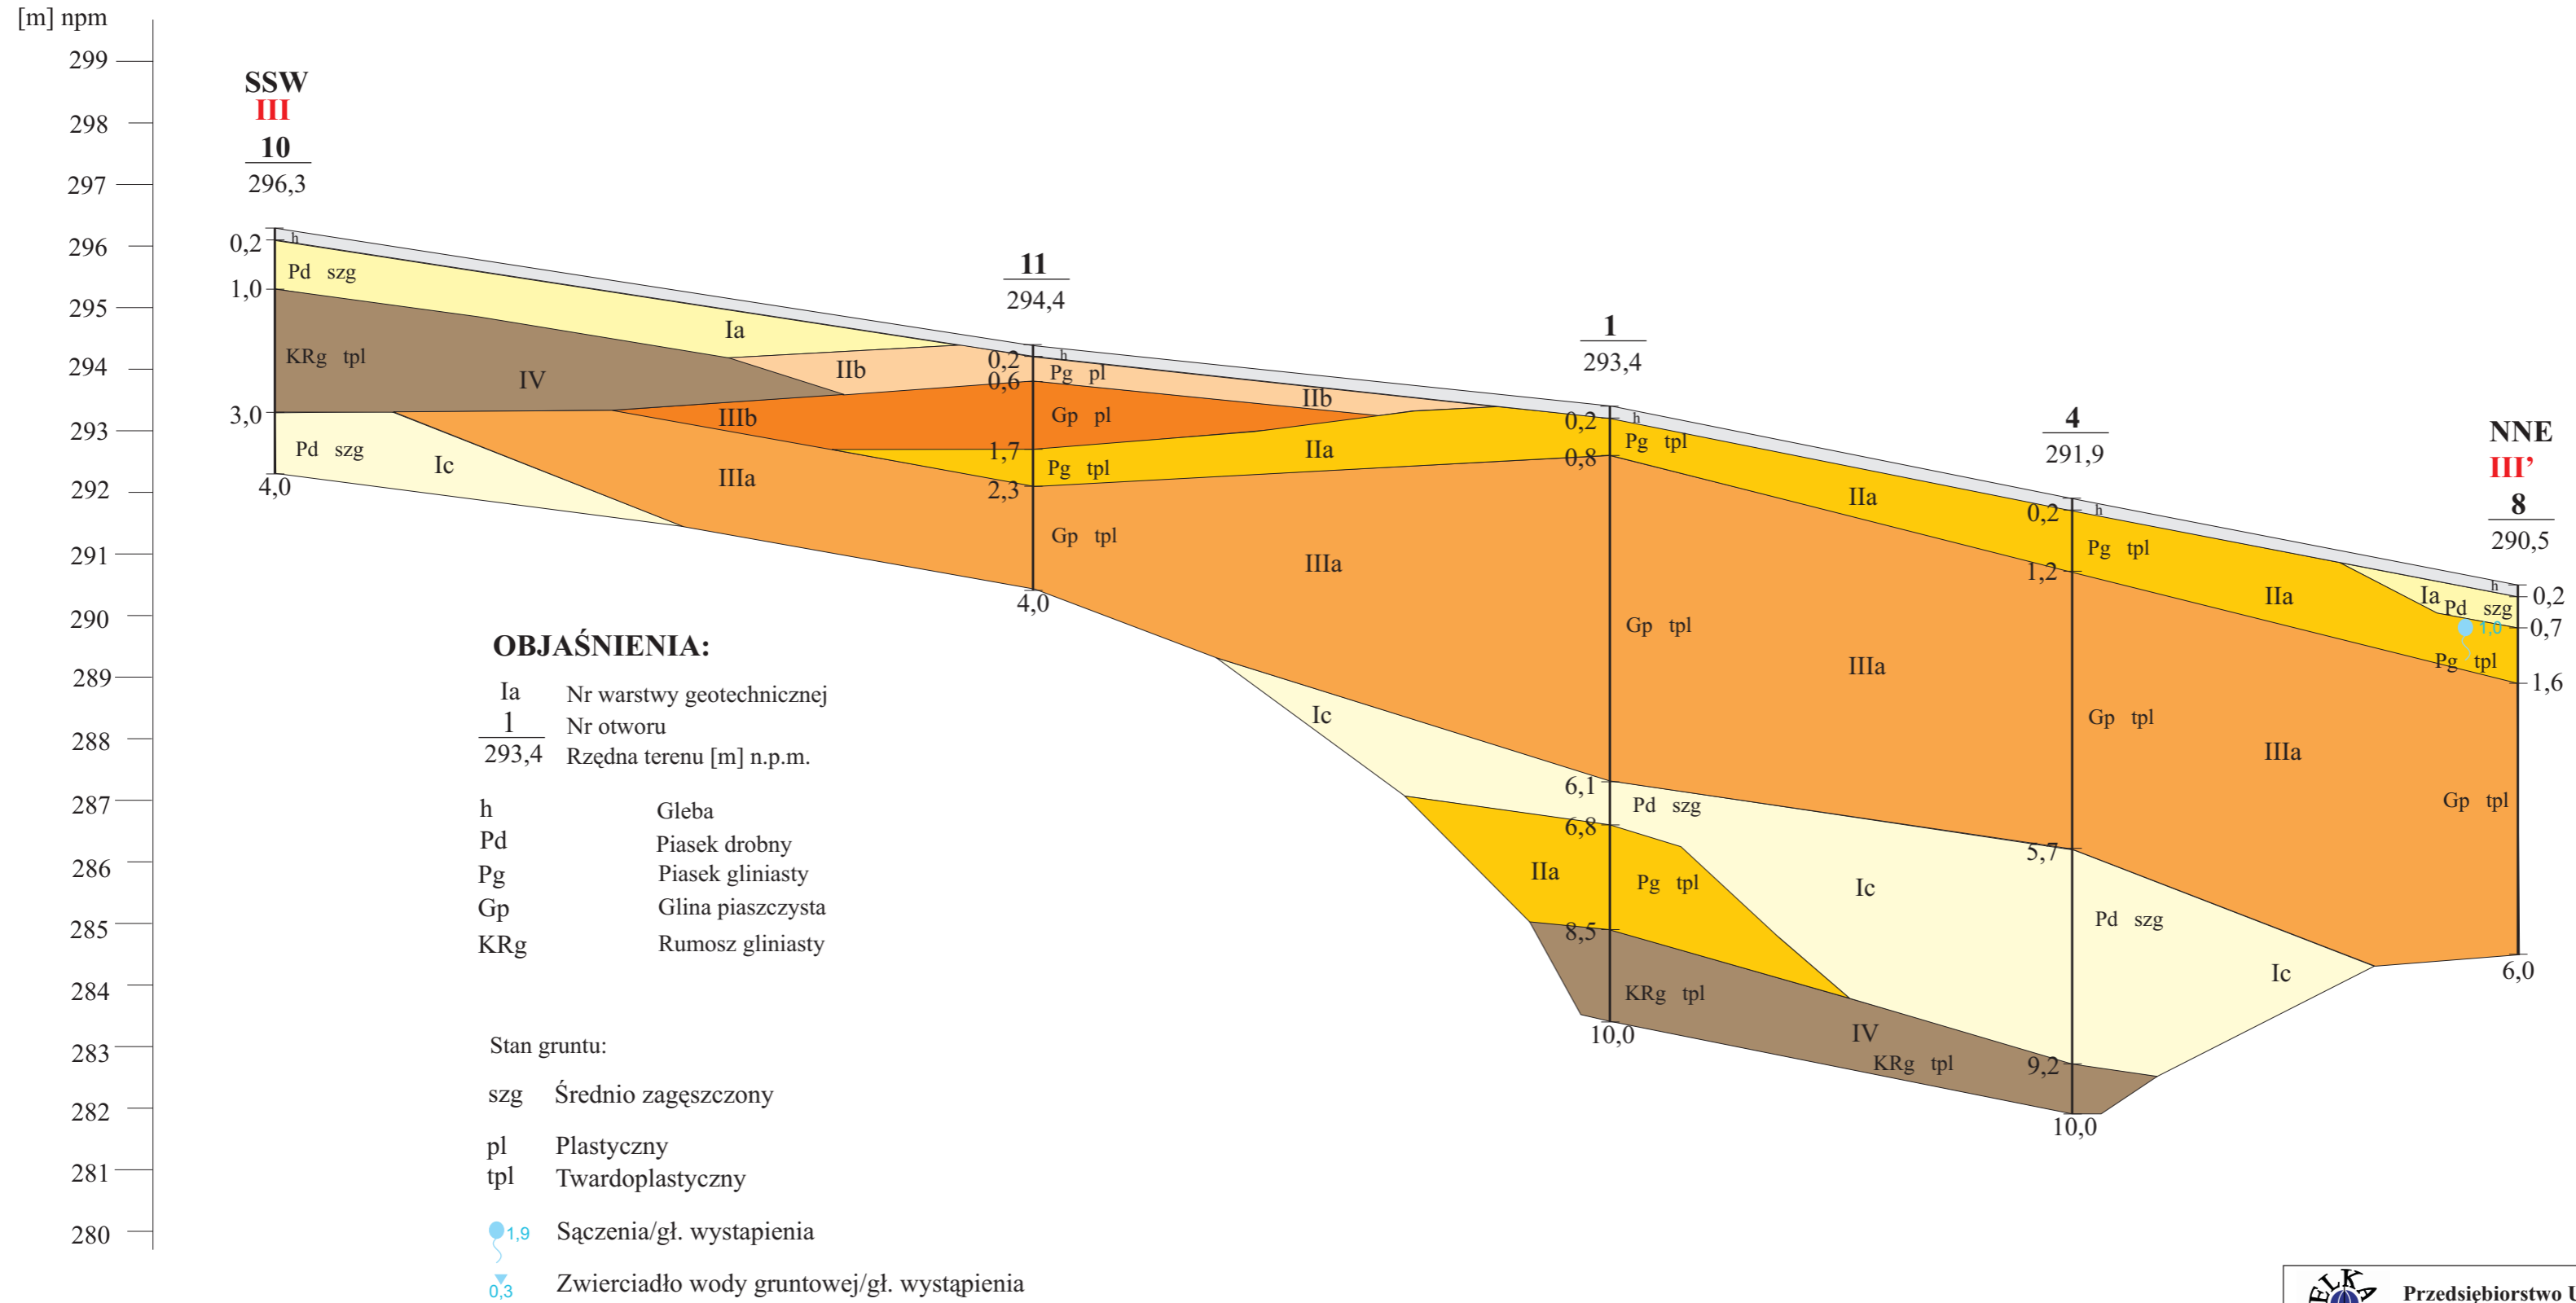 [m] npm
299
298
297
296
295
294
293
292
291
290
289
288
287
286
285
284
283
282
281
280
SSW
III
10
296,3
0,2
1,0
3,0
4,0
h
Pd szg
KRg tpl
Pd szg
Ia
IV
Ic
IIb
IIIb
IIIa
11
294,4
0,2
0,6
1,7
2,3
4,0
h
Pg pl
Gp pl
Pg tpl
Gp tpl
IIb
IIa
IIIa
Ic
IIa
1
293,4
0,2
0,8
6,1
6,8
8,5
10,0
h
Pg tpl
Gp tpl
Pd szg
Pg tpl
KRg tpl
IIa
IIIa
Ic
IV
KRg tpl
4
291,9
0,2
1,2
5,7
9,2
10,0
h
Pg tpl
Gp tpl
Pd szg
IIa
IIIa
Ic
NNE
III’
8
290,5
h
Ia
Pd szg
1,0
Pg tpl
Gp tpl
0,2
0,7
1,6
6,0
OBJAŚNIENIA:
Ia Nr warstwy geotechnicznej
1 Nr otworu
293,4 Rzędna terenu [m] n.p.m.
h Gleba
Pd Piasek drobny
Pg Piasek gliniasty
Gp Glina piaszczysta
KRg Rumosz gliniasty
Stan gruntu:
szg Średnio zagęszczony
pl Plastyczny
tpl Twardoplastyczny
1,9 Sączenia/gł. wystapienia
0,3 Zwierciadło wody gruntowej/gł. wystąpienia
ELKA
Przedsiębiorstwo U